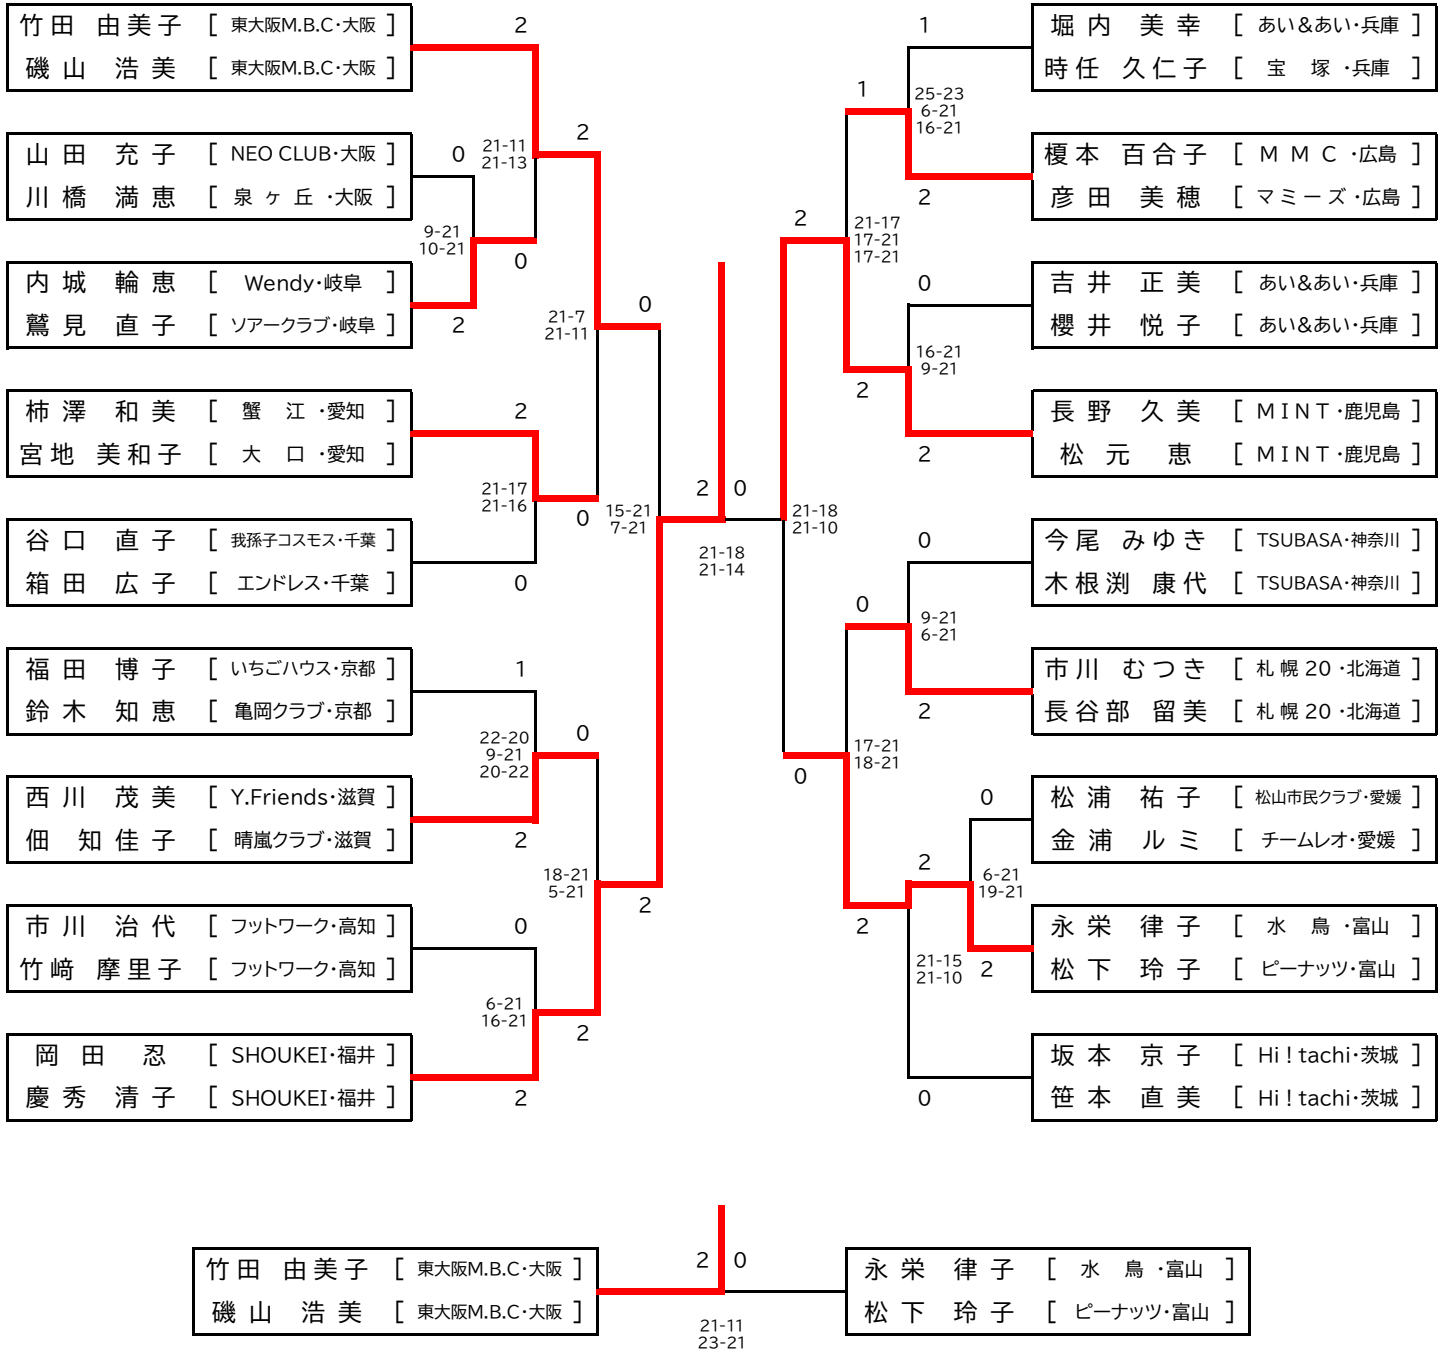 竹田 由美子 [ 東大阪M.B.C・大阪 ]
磯山 浩美 [ 東大阪M.B.C・大阪 ]
2
山田 充子 [ NEO CLUB・大阪 ]
川橋 満恵 [ 泉ヶ丘・大阪 ]
0
21-11
21-13
2
9-21
10-21
0
内城 輪恵 [ Wendy・岐阜 ]
鷲見 直子 [ ソアークラブ・岐阜 ]
2
21-7
21-11
0
柿澤 和美 [ 蟹江・愛知 ]
宮地 美和子 [ 大口・愛知 ]
2
21-17
21-16
0
谷口 直子 [ 我孫子コスモス・千葉 ]
箱田 広子 [ エンドレス・千葉 ]
0
15-21
7-21
福田 博子 [ いちごハウス・京都 ]
鈴木 知恵 [ 亀岡クラブ・京都 ]
1
22-20
9-21
20-22
0
西川 茂美 [ Y.Friends・滋賀 ]
佃 知佳子 [ 晴嵐クラブ・滋賀 ]
2
18-21
5-21
2
市川 治代 [ フットワーク・高知 ]
竹﨑 摩里子 [ フットワーク・高知 ]
0
6-21
16-21
2
岡田 忍 [ SHOUKEI・福井 ]
慶秀 清子 [ SHOUKEI・福井 ]
2
2 0
21-18
21-14
1
堀内 美幸 [ あい&あい・兵庫 ]
時任 久仁子 [ 宝塚・兵庫 ]
1
25-23
6-21
16-21
榎本 百合子 [ MMC・広島 ]
彦田 美穂 [ マミーズ・広島 ]
2
2
21-17
17-21
17-21
0
吉井 正美 [ あい&あい・兵庫 ]
櫻井 悦子 [ あい&あい・兵庫 ]
16-21
9-21
2
長野 久美 [ MINT・鹿児島 ]
松元 恵 [ MINT・鹿児島 ]
2
21-18
21-10
0
今尾 みゆき [ TSUBASA・神奈川 ]
木根渕 康代 [ TSUBASA・神奈川 ]
0
9-21
6-21
市川 むつき [ 札幌20・北海道 ]
長谷部 留美 [ 札幌20・北海道 ]
2
17-21
18-21
0
0
松浦 祐子 [ 松山市民クラブ・愛媛 ]
金浦 ルミ [ チームレオ・愛媛 ]
2
6-21
19-21
2
永栄 律子 [ 水鳥・富山 ]
松下 玲子 [ ピーナッツ・富山 ]
2
21-15
21-10
坂本 京子 [ Hi!tachi・茨城 ]
笹本 直美 [ Hi!tachi・茨城 ]
0
竹田 由美子 [ 東大阪M.B.C・大阪 ]
磯山 浩美 [ 東大阪M.B.C・大阪 ]
2 0
21-11
23-21
永栄 律子 [ 水鳥・富山 ]
松下 玲子 [ ピーナッツ・富山 ]